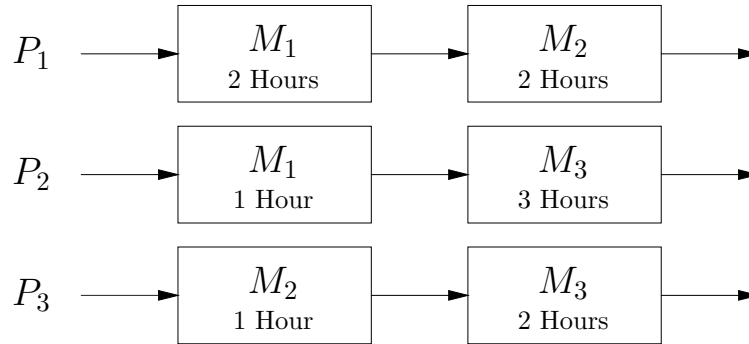 P1 M1 M2
2 Hours 2 Hours
P2 M1 M3
1 Hour 3 Hours
P3 M2 M3
1 Hour 2 Hours